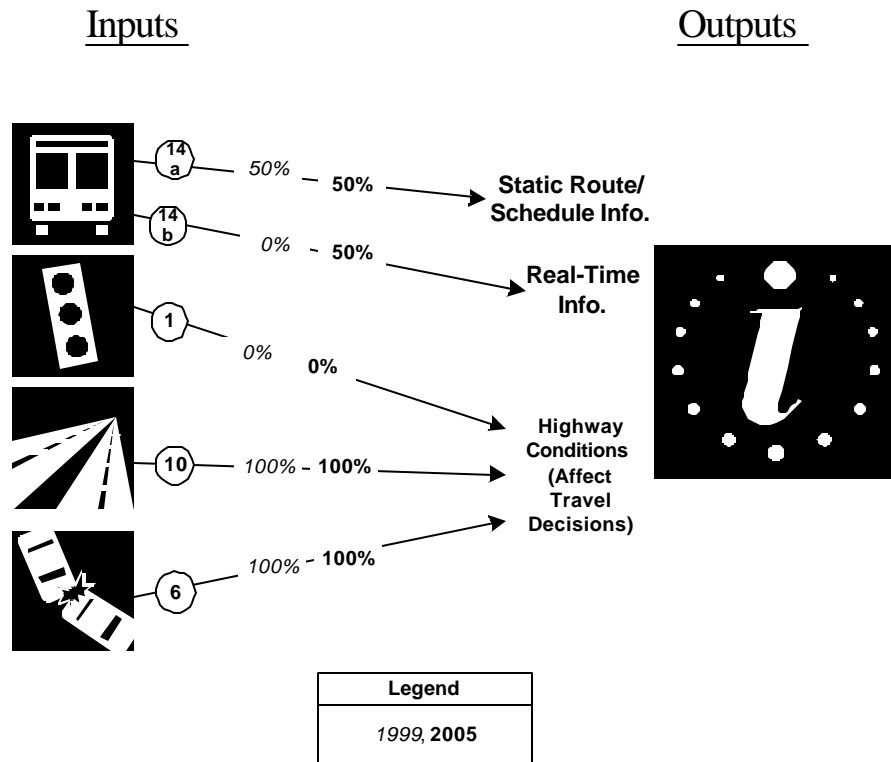 Inputs
Outputs
14
a
50%
50%
Static Route/
Schedule Info.
14
b
0%
50%
Real-Time
Info.
1
0%
0%
Highway
Conditions
(Affect
Travel
Decisions)
10
100%
100%
6
100%
100%
i
Legend
1999, 2005